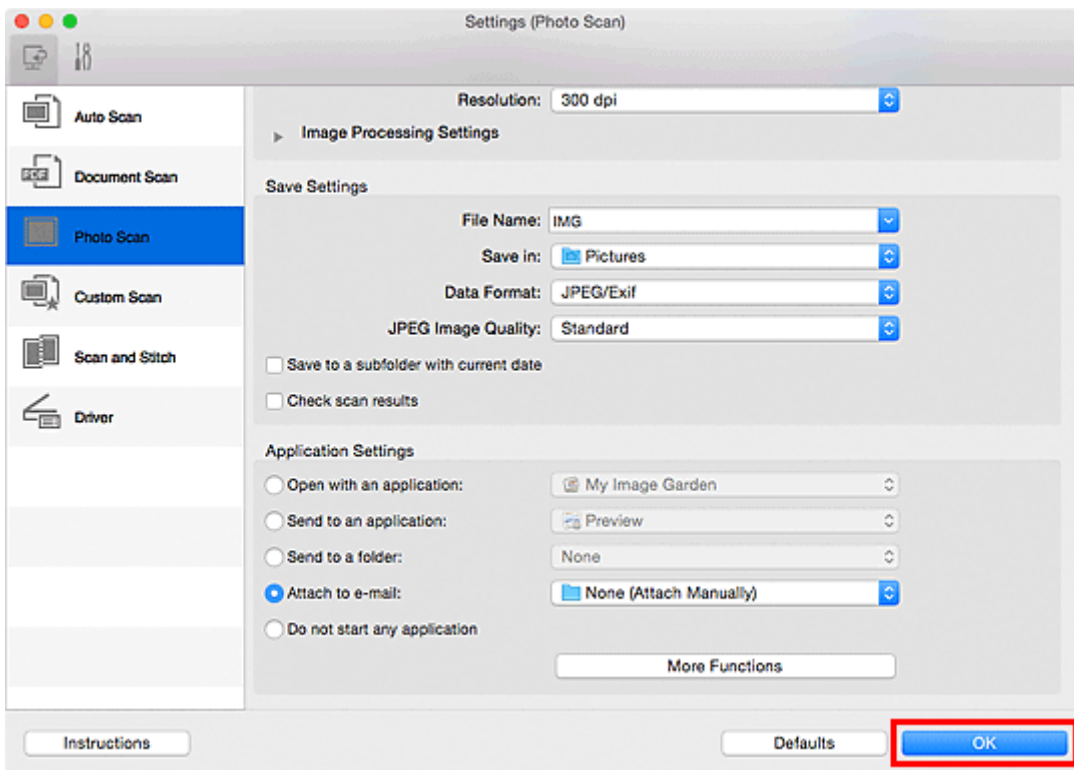 Settings (Photo Scan)
Auto Scan
Document Scan
Photo Scan
Custom Scan
Scan and Stitch
Driver
Resolution: 300 dpi
Image Processing Settings
Save Settings
File Name: IMG
Save in: Pictures
Data Format: JPEG/Exif
JPEG Image Quality: Standard
Save to a subfolder with current date
Check scan results
Application Settings
Open with an application: My Image Garden
Send to an application: Preview
Send to a folder: None
Attach to e-mail: None (Attach Manually)
Do not start any application
More Functions
Instructions Defaults OK